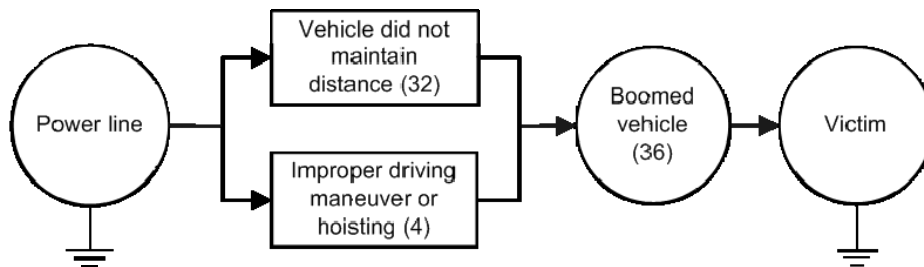 Power line
Vehicle did not
maintain
distance (32)
Improper driving
maneuver or
hoisting (4)
Boomed
vehicle
(36)
Victim